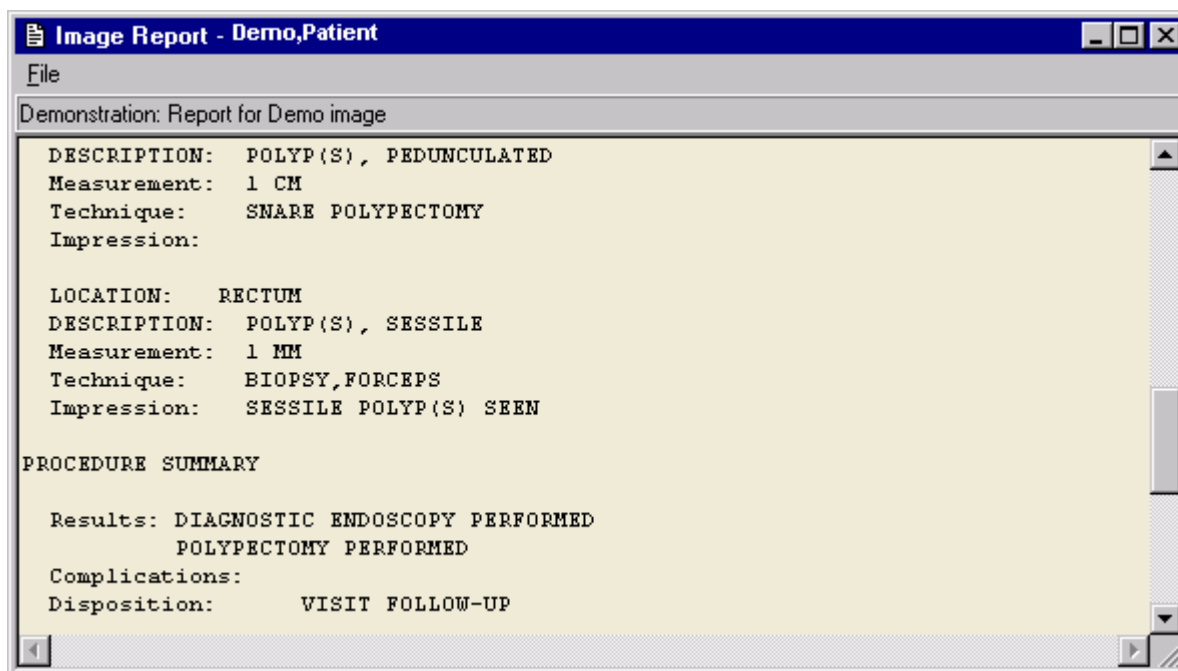 Image Report - Demo,Patient
File
Demonstration: Report for Demo image
DESCRIPTION: POLYP(S), PEDUNCULATED
Measurement: 1 CM
Technique: SNARE POLYPECTOMY
Impression:
LOCATION: RECTUM
DESCRIPTION: POLYP(S), SESSILE
Measurement: 1 MM
Technique: BIOPSY,FORCEPS
Impression: SESSILE POLYP(S) SEEN
PROCEDURE SUMMARY
Results: DIAGNOSTIC ENDOSCOPY PERFORMED
POLYPECTOMY PERFORMED
Complications:
Disposition: VISIT FOLLOW-UP